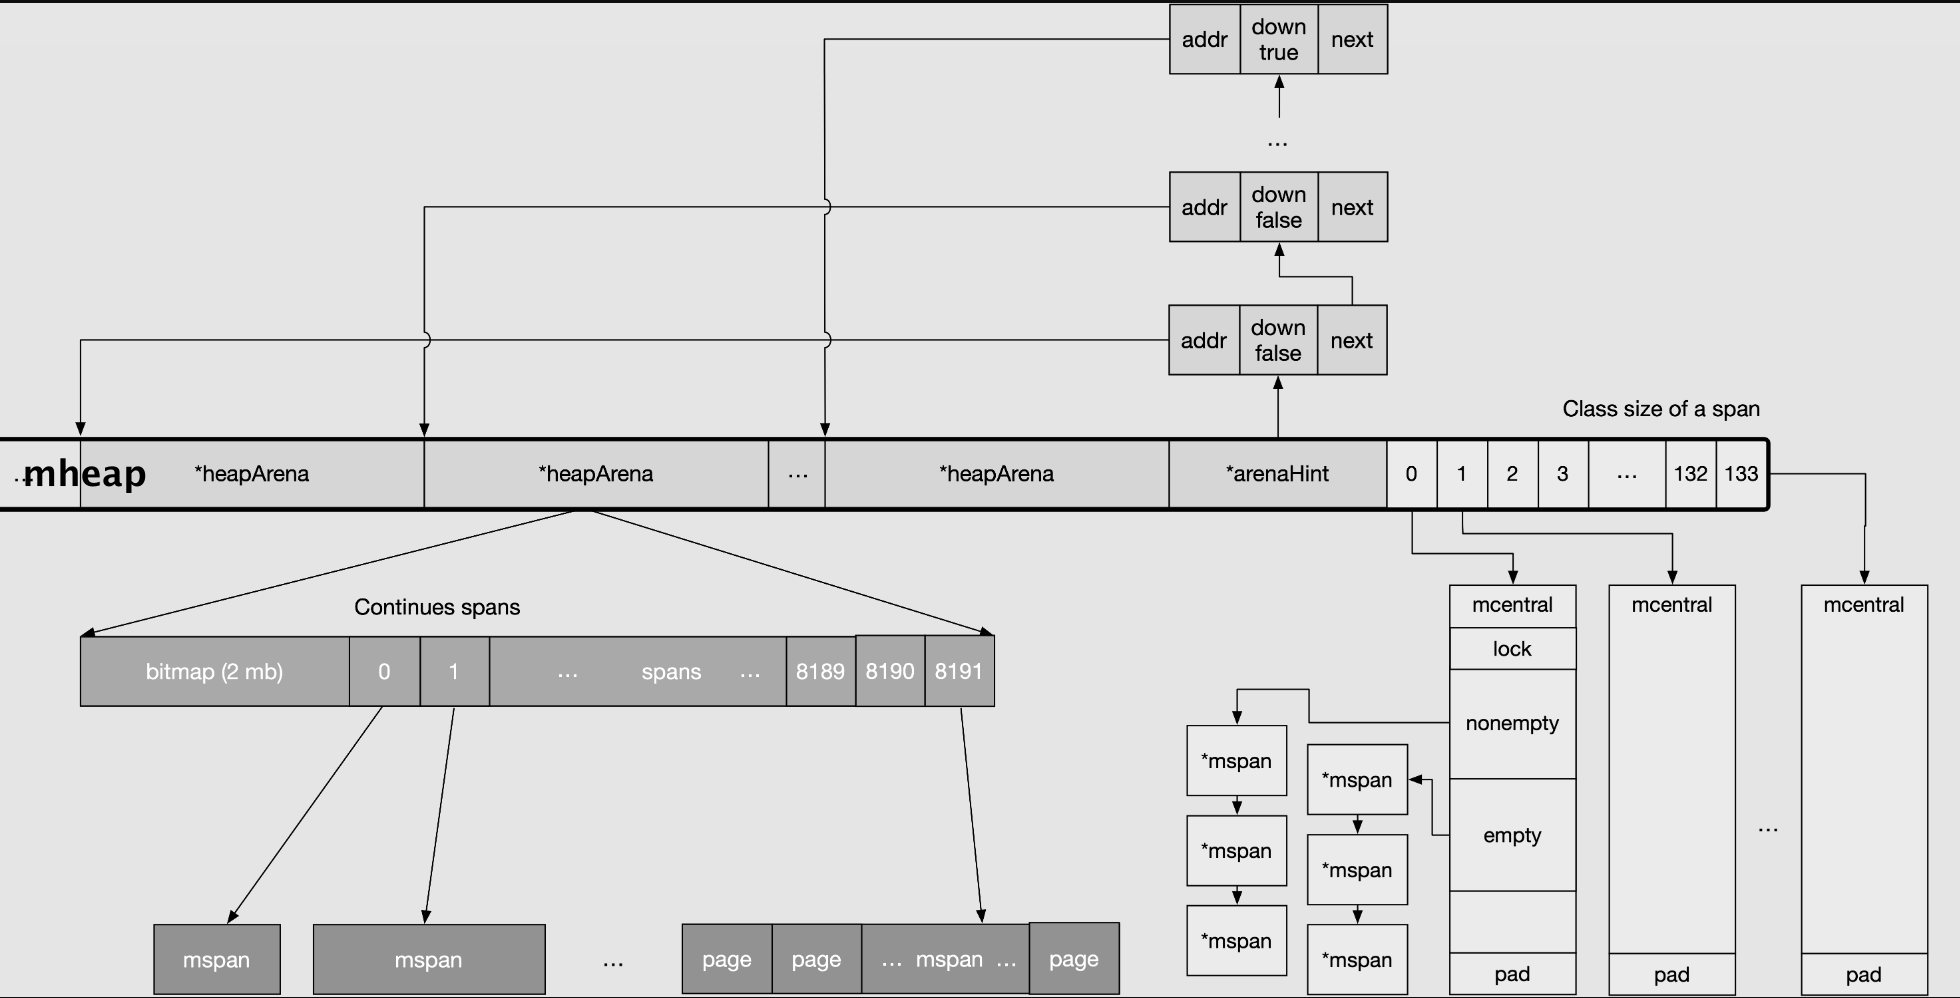 addr
down
true
next
...
addr
down
false
next
addr
down
false
next
Class size of a span
...
mheap
*heapArena
*heapArena
...
*heapArena
*arenaHint
0
1
2
3
...
132
133
Continues spans
bitmap (2 mb)
0
1
...
spans
...
8189
8190
8191
mcentral
lock
nonempty
empty
pad
mcentral
pad
...
mcentral
pad
*mspan
*mspan
*mspan
*mspan
*mspan
*mspan
mspan
mspan
...
page
page
... mspan ...
page